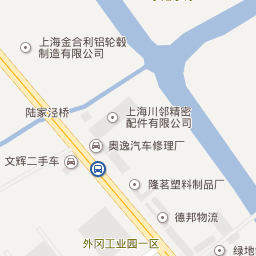 上海金合利铝轮毂
制造有限公司
陆家泾桥
上海川邻精密
配件有限公司
奥逸汽车修理厂
文辉二手车
隆茗塑料制品厂
德邦物流
外冈工业园一区
绿地